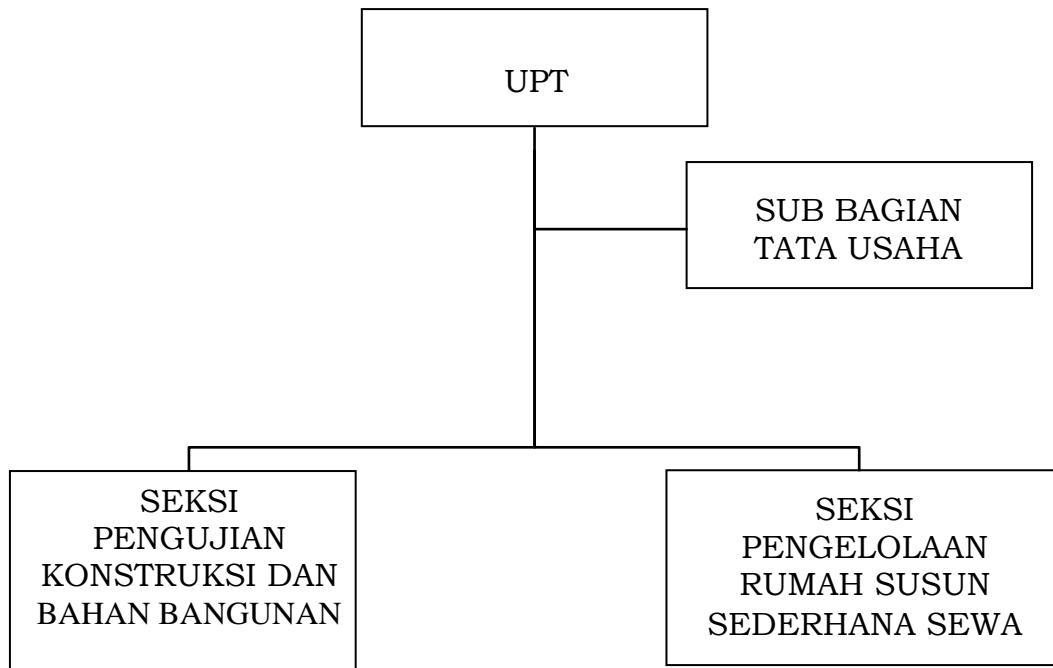 UPT
SUB BAGIAN
TATA USAHA
SEKSI
PENGUJIAN
KONSTRUKSI DAN
BAHAN BANGUNAN
SEKSI
PENGELOLAAN
RUMAH SUSUN
SEDERHANA SEWA